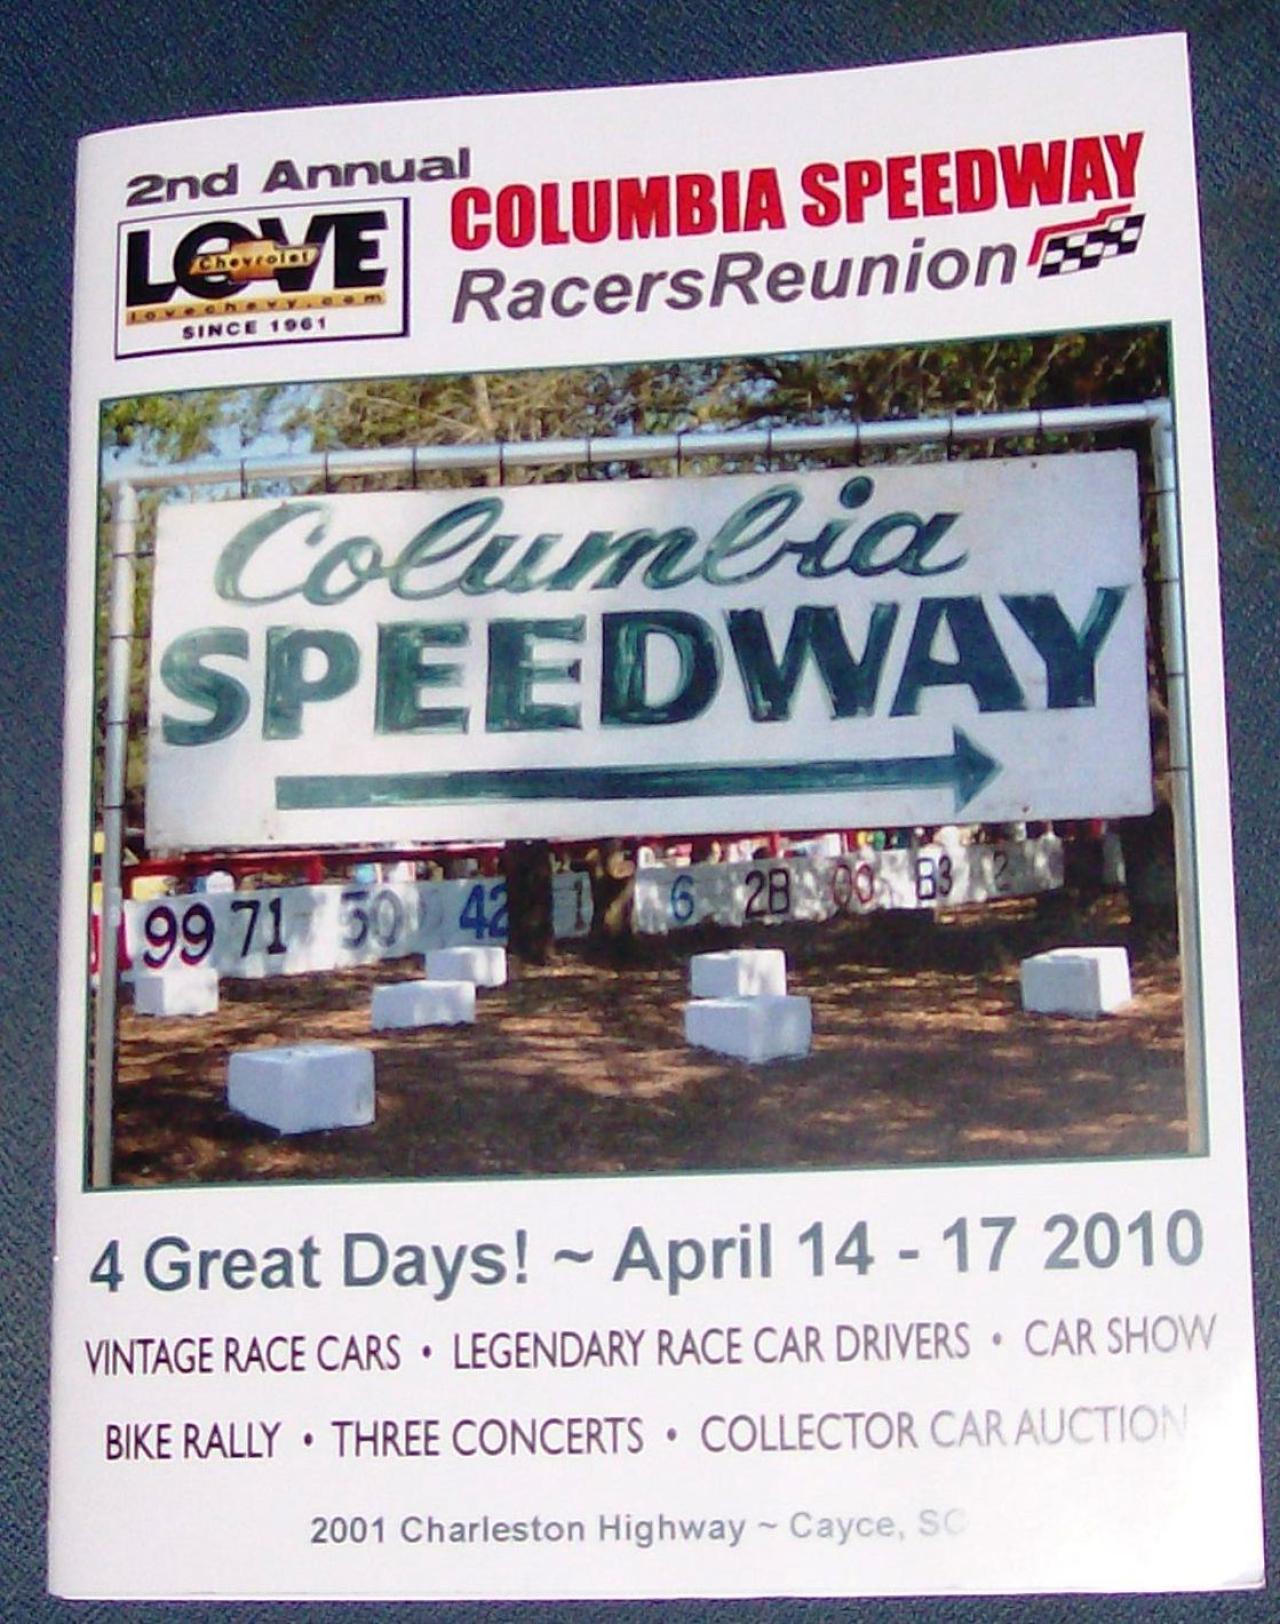 2nd Annual
LOVE
Chevrolet
lovechevy.com
SINCE 1961
COLUMBIA SPEEDWAY
RacersReunion
Columbia
SPEEDWAY
99 71 50 42 1 6 28 00 83 2
4 Great Days! ~ April 14 - 17 2010
VINTAGE RACE CARS • LEGENDARY RACE CAR DRIVERS • CAR SHOW
BIKE RALLY • THREE CONCERTS • COLLECTOR CAR AUCTION
2001 Charleston Highway ~ Cayce, SC